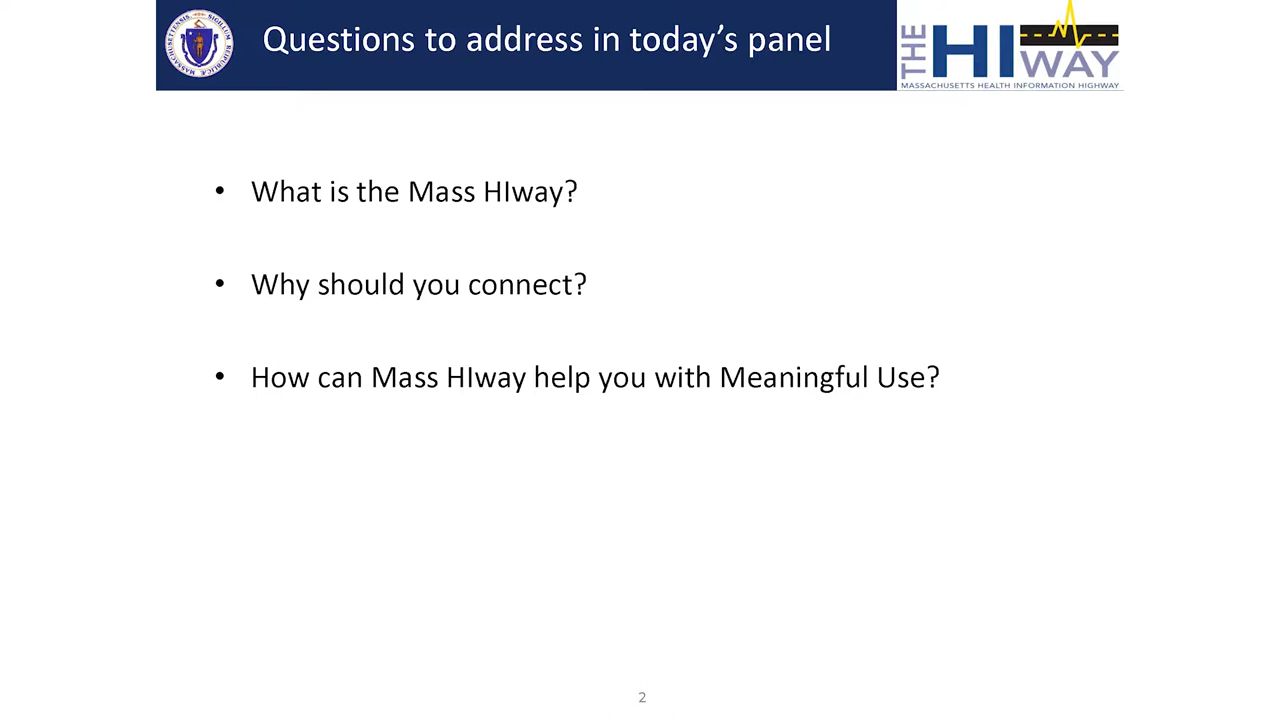 Questions to address in today's panel
THE HIWAY
MASSACHUSETTS HEALTH INFORMATION HIGHWAY
• What is the Mass HIway?
• Why should you connect?
• How can Mass HIway help you with Meaningful Use?
2